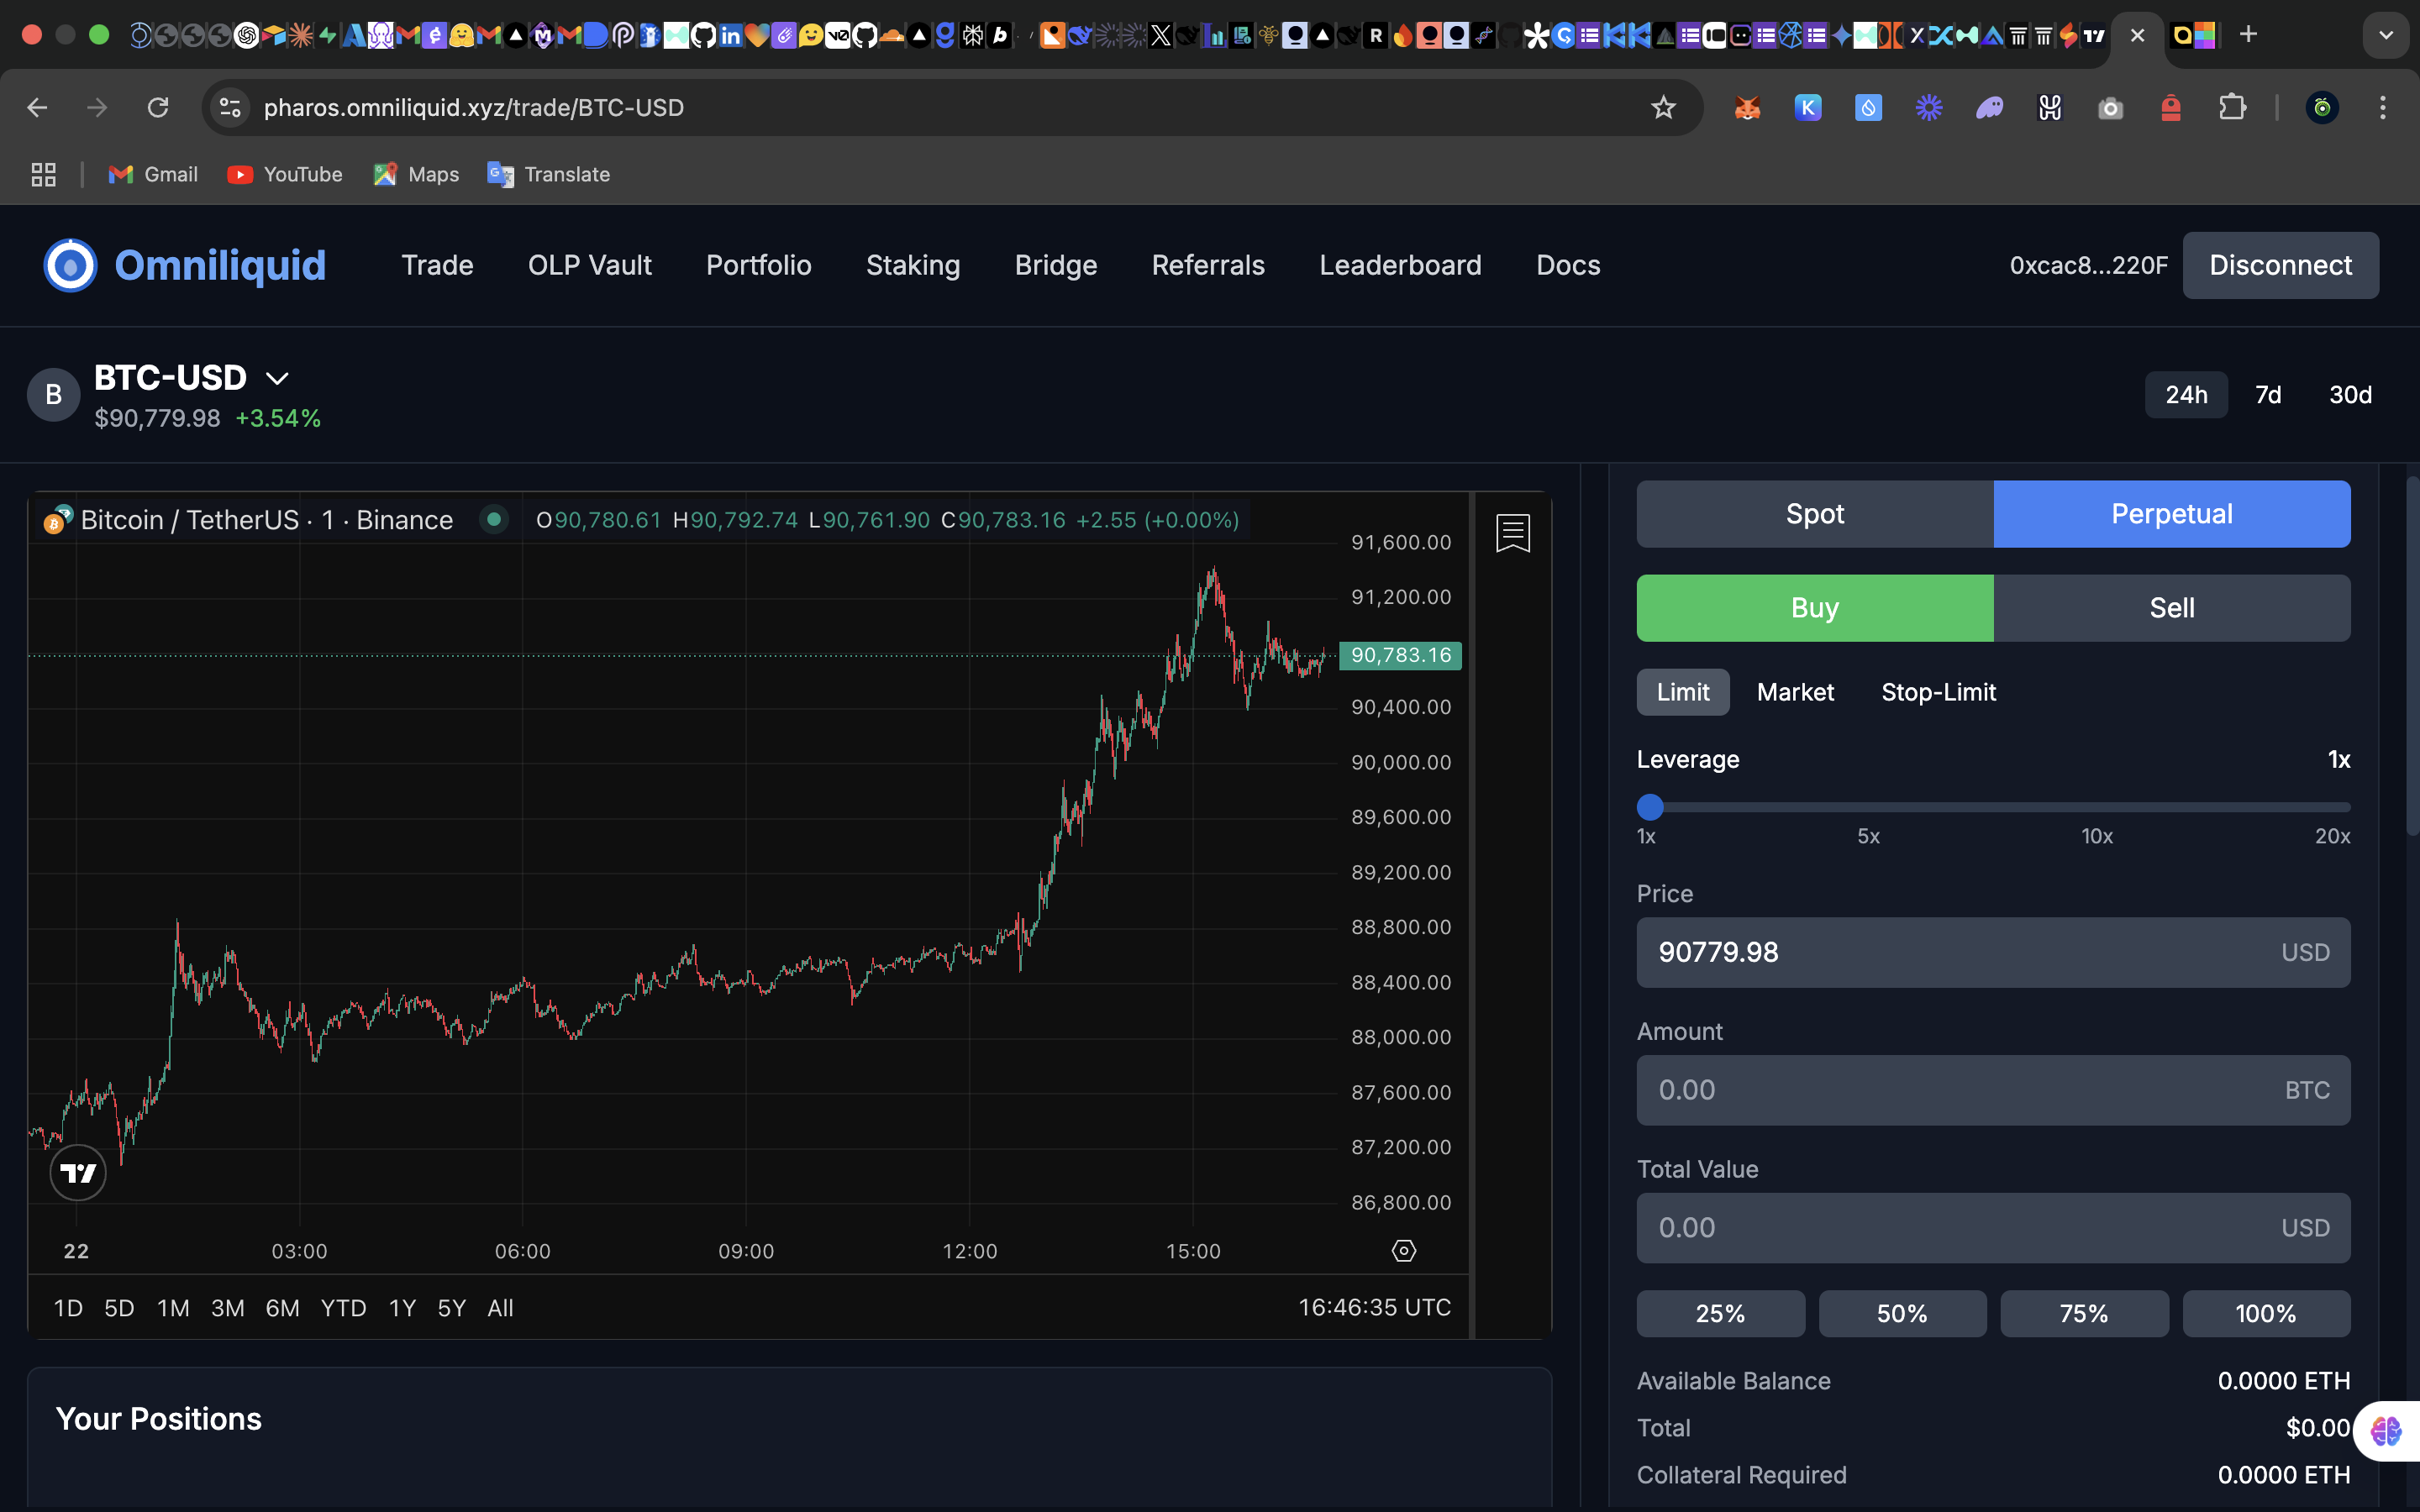 pharos.omniliquid.xyz/trade/BTC-USD
Gmail YouTube Maps Translate
Omniliquid Trade OLP Vault Portfolio Staking Bridge Referrals Leaderboard Docs 0xcac8...220F Disconnect
B BTC-USD
$90,779.98 +3.54%
24h 7d 30d
Bitcoin / TetherUS · 1 · Binance O90,780.61 H90,792.74 L90,761.90 C90,783.16 +2.55 (+0.00%)
91,600.00
91,200.00
90,783.16
90,400.00
90,000.00
89,600.00
89,200.00
88,800.00
88,400.00
88,000.00
87,600.00
87,200.00
86,800.00
22 03:00 06:00 09:00 12:00 15:00
1D 5D 1M 3M 6M YTD 1Y 5Y All 16:46:35 UTC
Your Positions
Spot Perpetual
Buy Sell
Limit Market Stop-Limit
Leverage 1x
1x 5x 10x 20x
Price
90779.98 USD
Amount
0.00 BTC
Total Value
0.00 USD
25% 50% 75% 100%
Available Balance 0.0000 ETH
Total $0.00
Collateral Required 0.0000 ETH